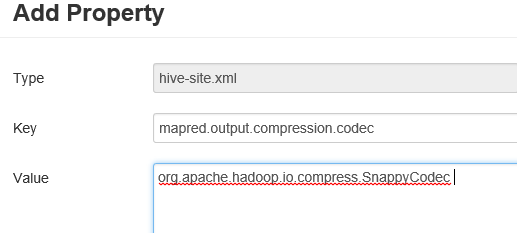 Add Property
Type hive-site.xml
Key mapred.output.compression.codec
Value org.apache.hadoop.io.compress.SnappyCodec